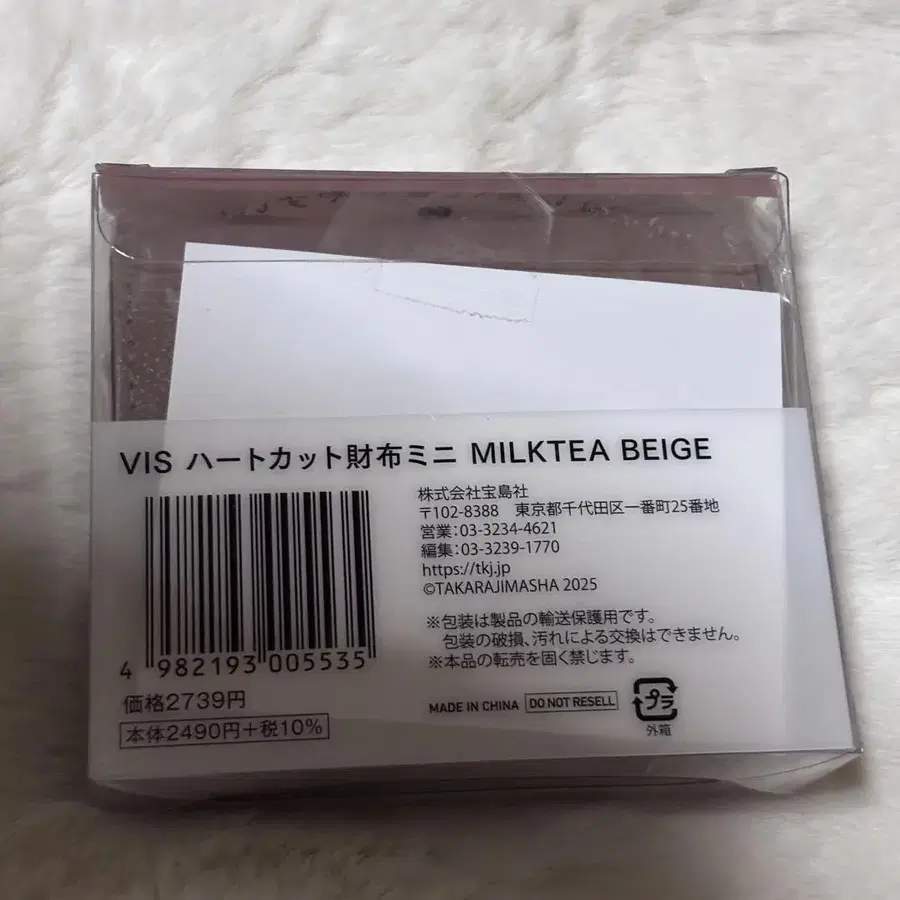 VIS ハートカット財布ミニ MILKTEA BEIGE
4 982193 005535
価格2739円
本体2490円+税10%
株式会社宝島社
〒102-8388 東京都千代田区一番町25番地
営業:03-3234-4621
編集:03-3239-1770
https://tkj.jp
©TAKARAJIMASHA 2025
※包装は製品の輸送保護用です。
包装の破損、汚れによる交換はできません。
※本品の転売を固く禁じます。
MADE IN CHINA DO NOT RESELL
プラ
外箱